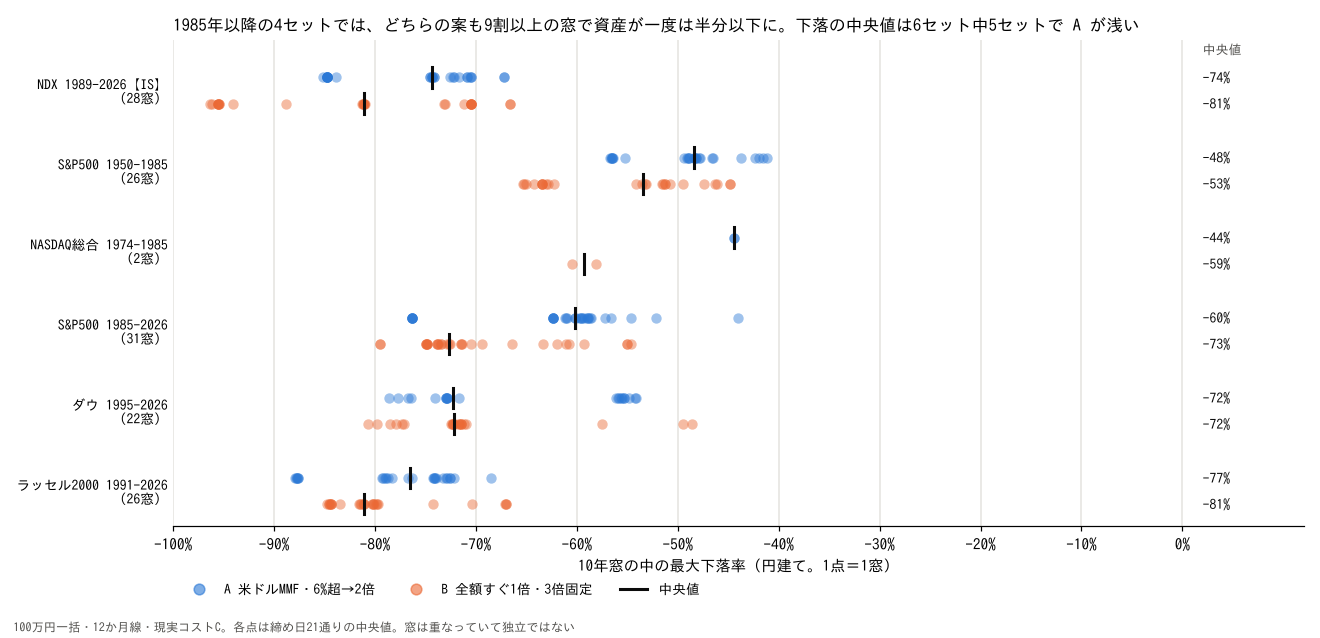 1985年以降の4セットでは、どちらの案も9割以上の窓で資産が一度は半分以下に。下落の中央値は6セット中5セットで A が浅い
中央値
NDX 1989-2026【IS】
(28窓)
-74%
-81%
S&P500 1950-1985
(26窓)
-48%
-53%
NASDAQ総合 1974-1985
(2窓)
-44%
-59%
S&P500 1985-2026
(31窓)
-60%
-73%
ダウ 1995-2026
(22窓)
-72%
-72%
ラッセル2000 1991-2026
(26窓)
-77%
-81%
-100% -90% -80% -70% -60% -50% -40% -30% -20% -10% 0%
10年窓の中の最大下落率（円建て。1点＝1窓）
A 米ドルMMF・6%超→2倍 B 全額すぐ1倍・3倍固定 中央値
100万円一括・12か月線・現実コストC。各点は締め日21通りの中央値。窓は重なっていて独立ではない